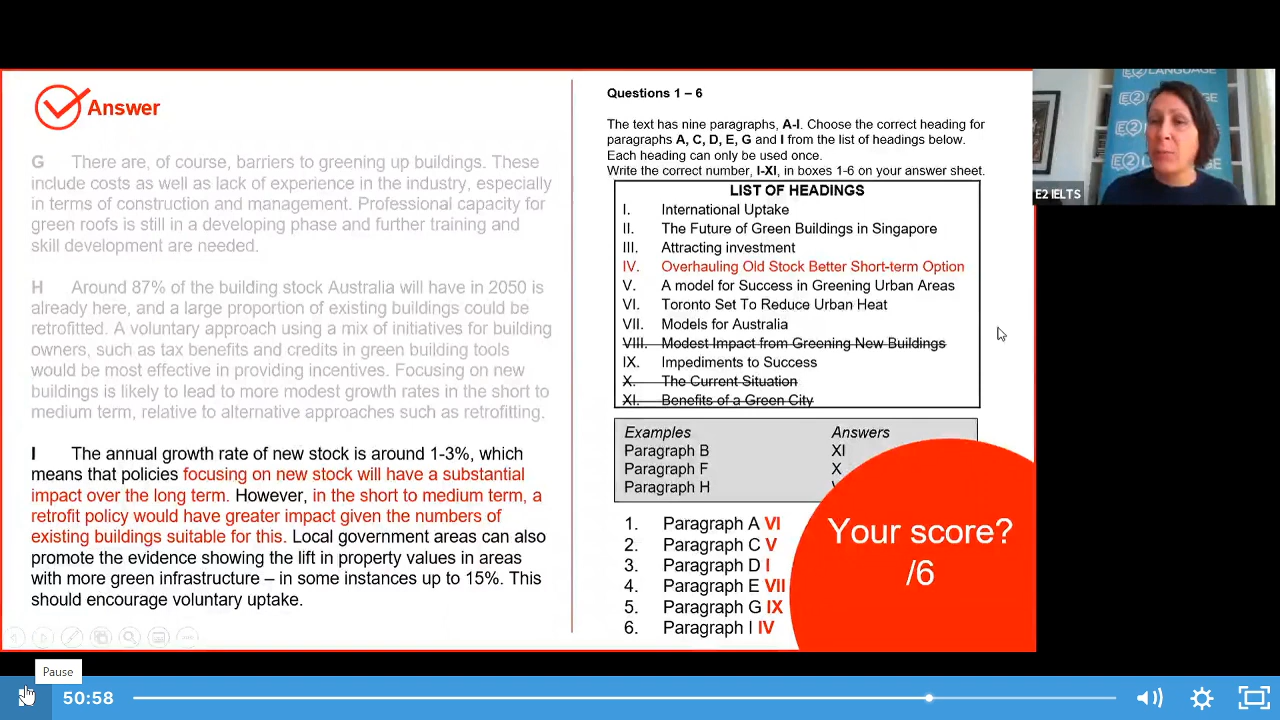 Answer
G There are, of course, barriers to greening up buildings. These
include costs as well as lack of experience in the industry, especially
in terms of construction and management. Professional capacity for
green roofs is still in a developing phase and further training and
skill development are needed.
H Around 87% of the building stock Australia will have in 2050 is
already here, and a large proportion of existing buildings could be
retrofitted. A voluntary approach using a mix of initiatives for building
owners, such as tax benefits and credits in green building tools
would be most effective in providing incentives. Focusing on new
buildings is likely to lead to more modest growth rates in the short to
medium term, relative to alternative approaches such as retrofitting.
I The annual growth rate of new stock is around 1-3%, which
means that policies focusing on new stock will have a substantial
impact over the long term. However, in the short to medium term, a
retrofit policy would have greater impact given the numbers of
existing buildings suitable for this. Local government areas can also
promote the evidence showing the lift in property values in areas
with more green infrastructure – in some instances up to 15%. This
should encourage voluntary uptake.
Questions 1 – 6
The text has nine paragraphs, A-I. Choose the correct heading for
paragraphs A, C, D, E, G and I from the list of headings below.
Each heading can only be used once.
Write the correct number, I-XI, in boxes 1-6 on your answer sheet.
LIST OF HEADINGS
I. International Uptake
II. The Future of Green Buildings in Singapore
III. Attracting investment
IV. Overhauling Old Stock Better Short-term Option
V. A model for Success in Greening Urban Areas
VI. Toronto Set To Reduce Urban Heat
VII. Models for Australia
VIII. Modest Impact from Greening New Buildings
IX. Impediments to Success
X. The Current Situation
XI. Benefits of a Green City
Examples Answers
Paragraph B XI
Paragraph F X
Paragraph H
1. Paragraph A VI
2. Paragraph C V
3. Paragraph D I
4. Paragraph E VII
5. Paragraph G IX
6. Paragraph I IV
Your score?
/6
E2 LANGUAGE
E2 IELTS
Pause
50:58